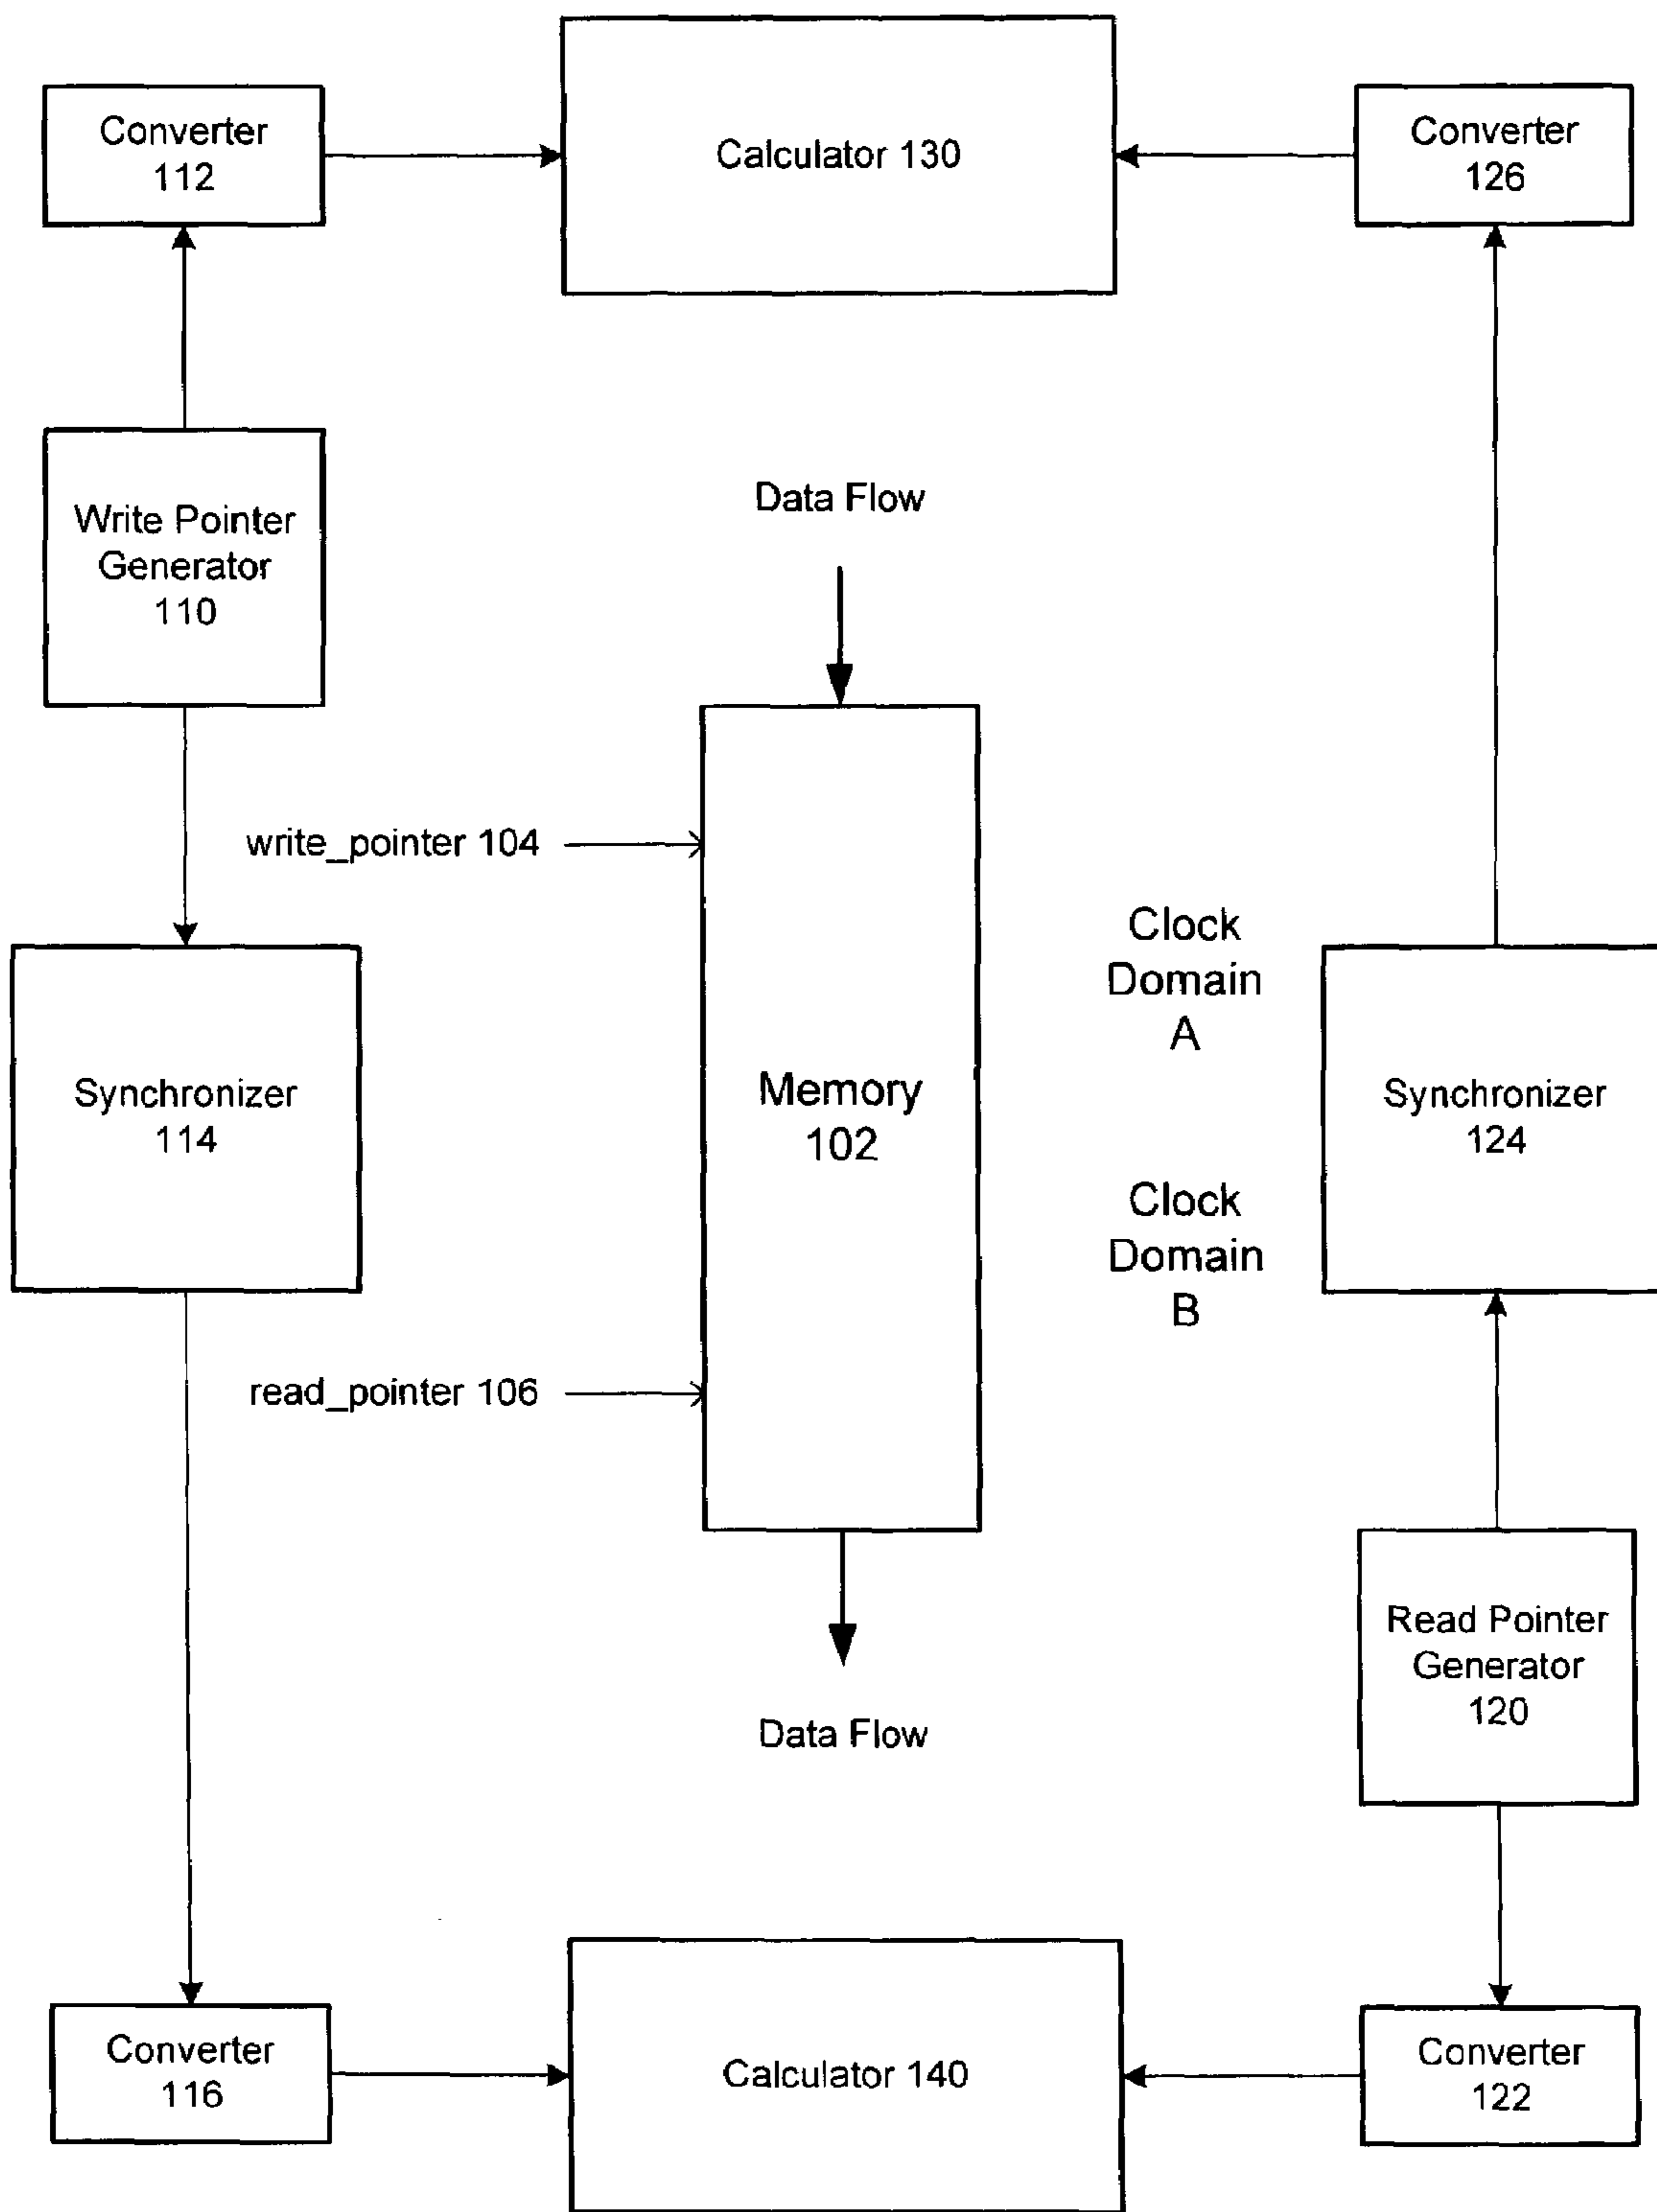 Converter
112
Calculator 130
Converter
126
Write Pointer
Generator
110
Data Flow
write_pointer 104
Clock
Domain
A
Synchronizer
114
Memory
102
Synchronizer
124
Clock
Domain
B
read_pointer 106
Read Pointer
Generator
120
Data Flow
Converter
116
Calculator 140
Converter
122